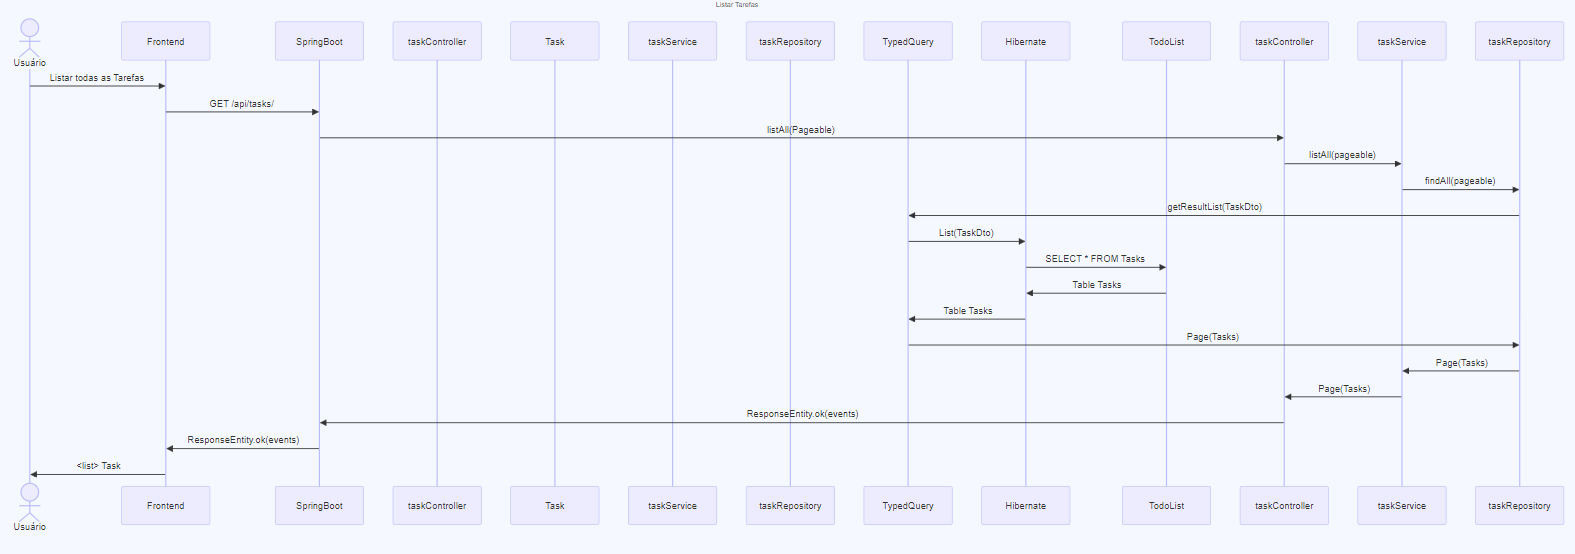 Listar Tarefas
Usuário
Frontend
SpringBoot
taskController
Task
taskService
taskRepository
TypedQuery
Hibernate
TodoList
taskController
taskService
taskRepository
Listar todas as Tarefas
GET /api/tasks/
listAll(Pageable)
listAll(pageable)
findAll(pageable)
getResultList(TaskDto)
List(TaskDto)
SELECT * FROM Tasks
Table Tasks
Table Tasks
Page(Tasks)
Page(Tasks)
Page(Tasks)
ResponseEntity.ok(events)
ResponseEntity.ok(events)
<list> Task
Usuário
Frontend
SpringBoot
taskController
Task
taskService
taskRepository
TypedQuery
Hibernate
TodoList
taskController
taskService
taskRepository